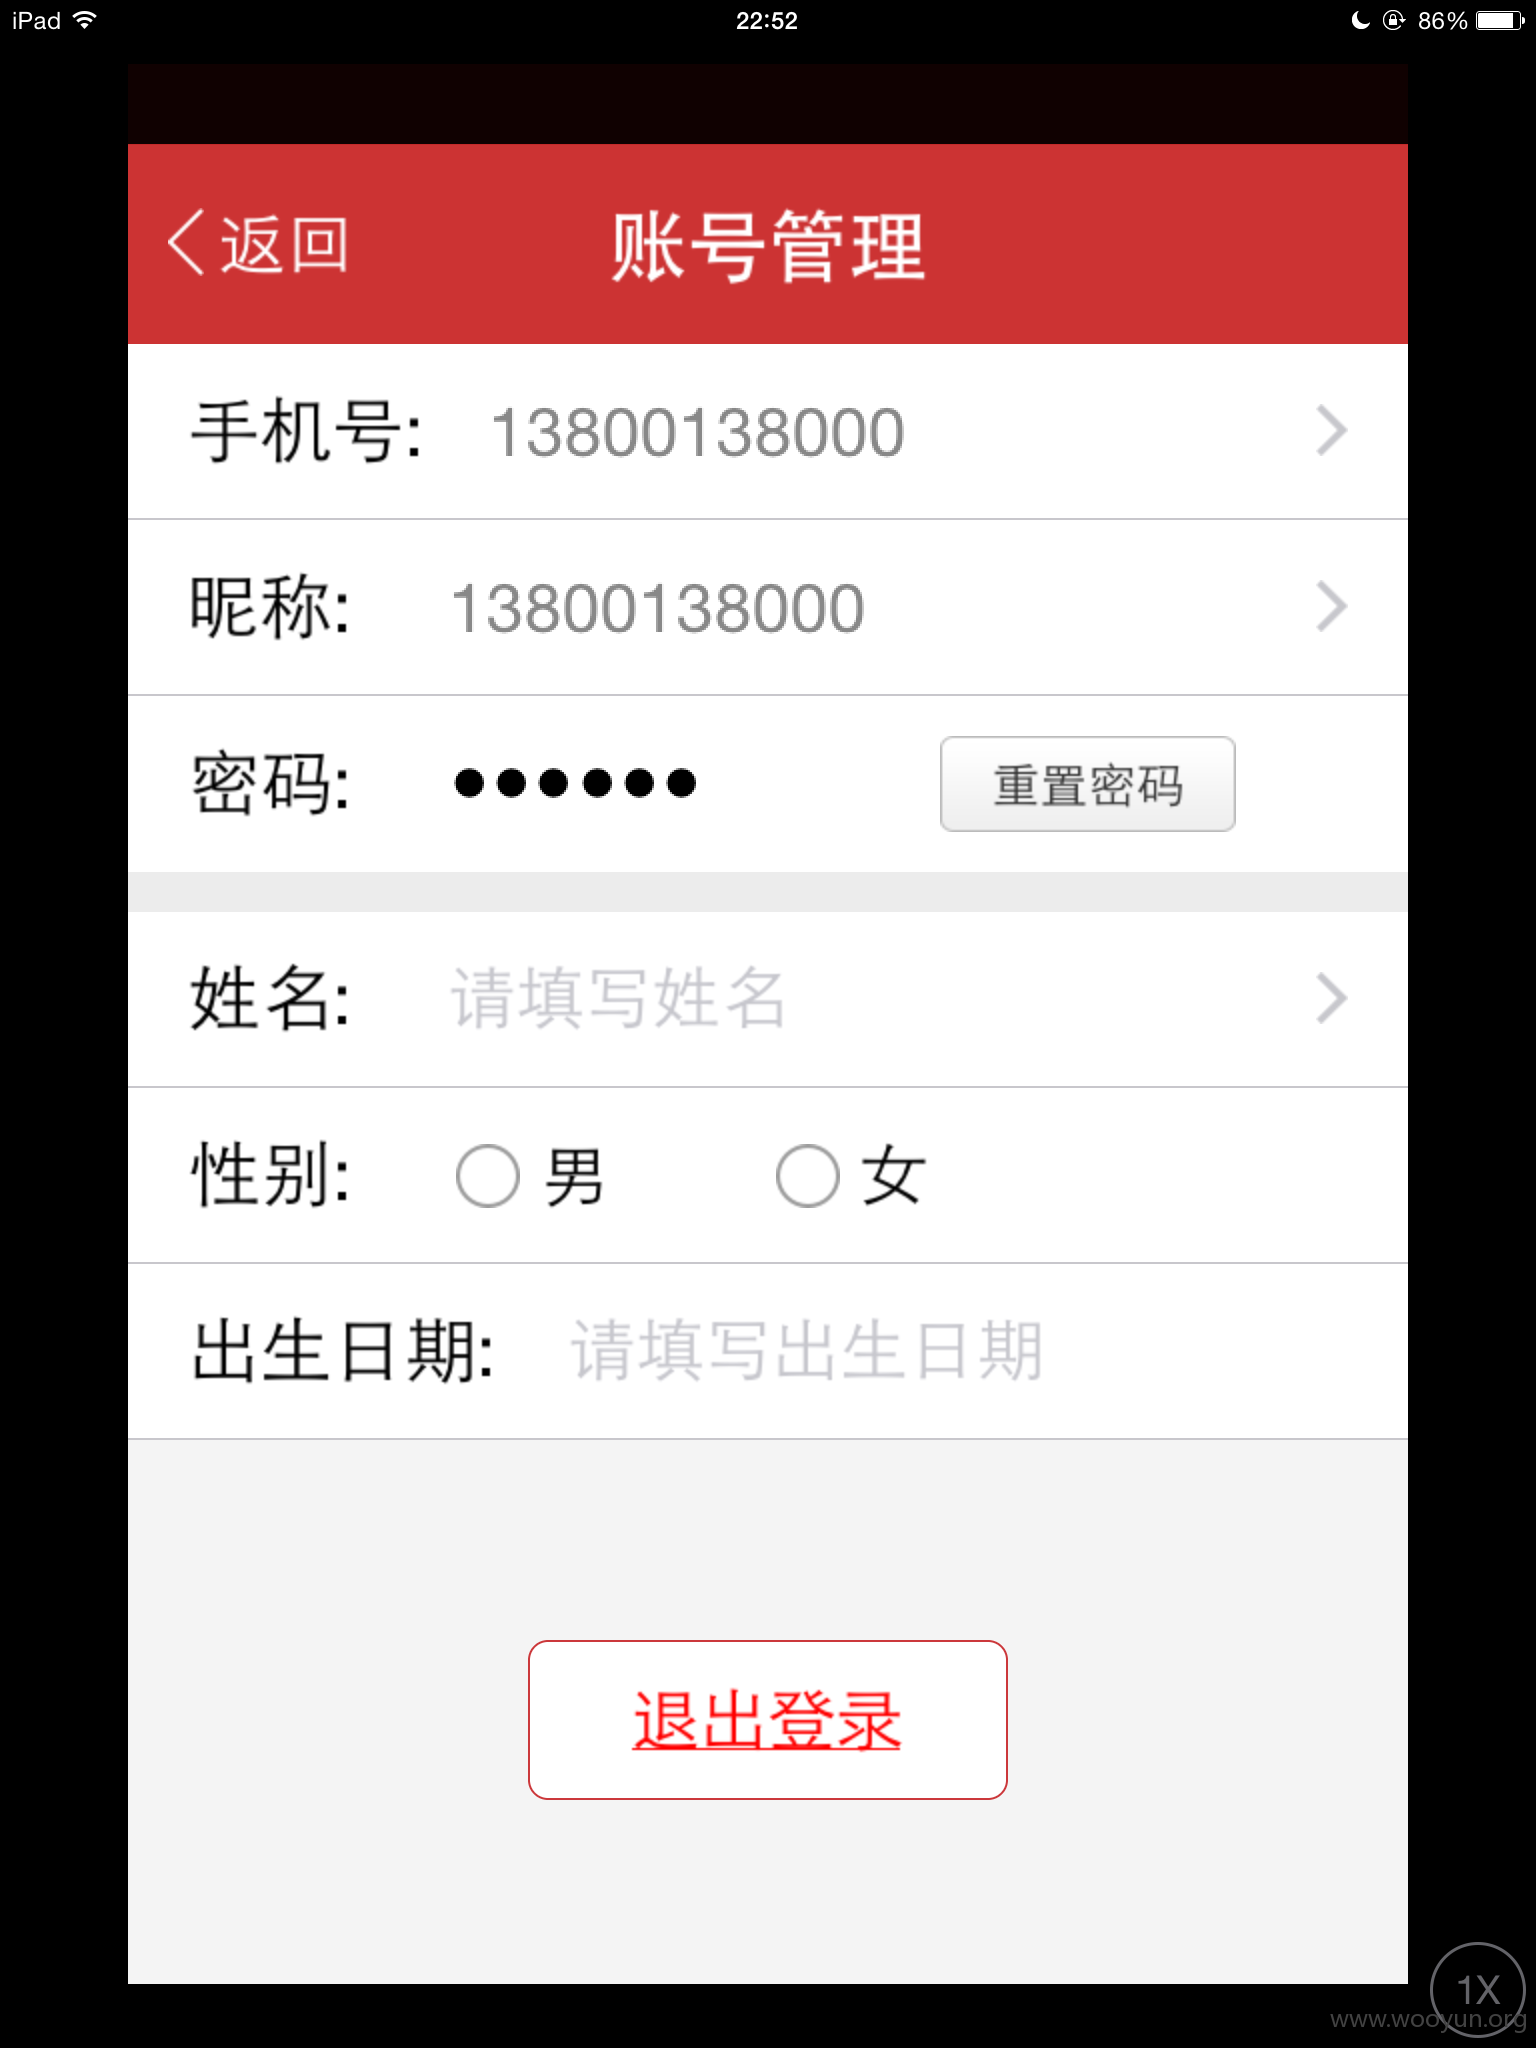 iPad 22:52 86%
返回 账号管理
手机号: 13800138000
昵称: 13800138000
密码: •••••• 重置密码
姓名: 请填写姓名
性别: 男 女
出生日期: 请填写出生日期
退出登录
1X
www.wooyun.org